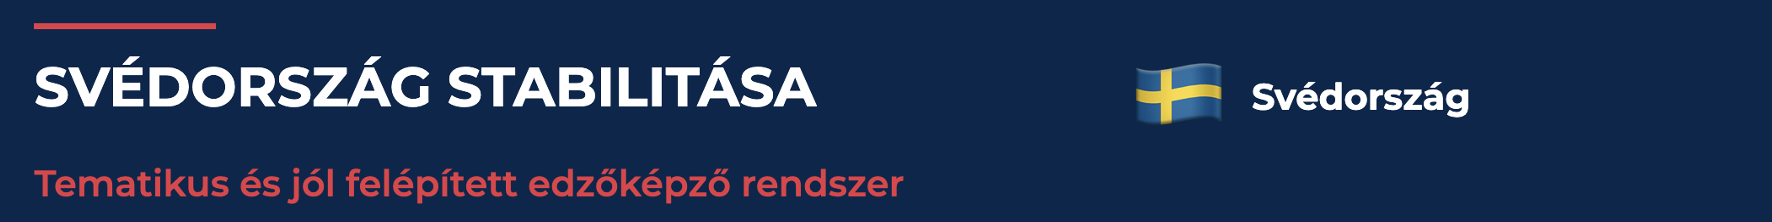 SVÉDORSZÁG STABILITÁSA
Svédország
Tematikus és jól felépített edzőképző rendszer